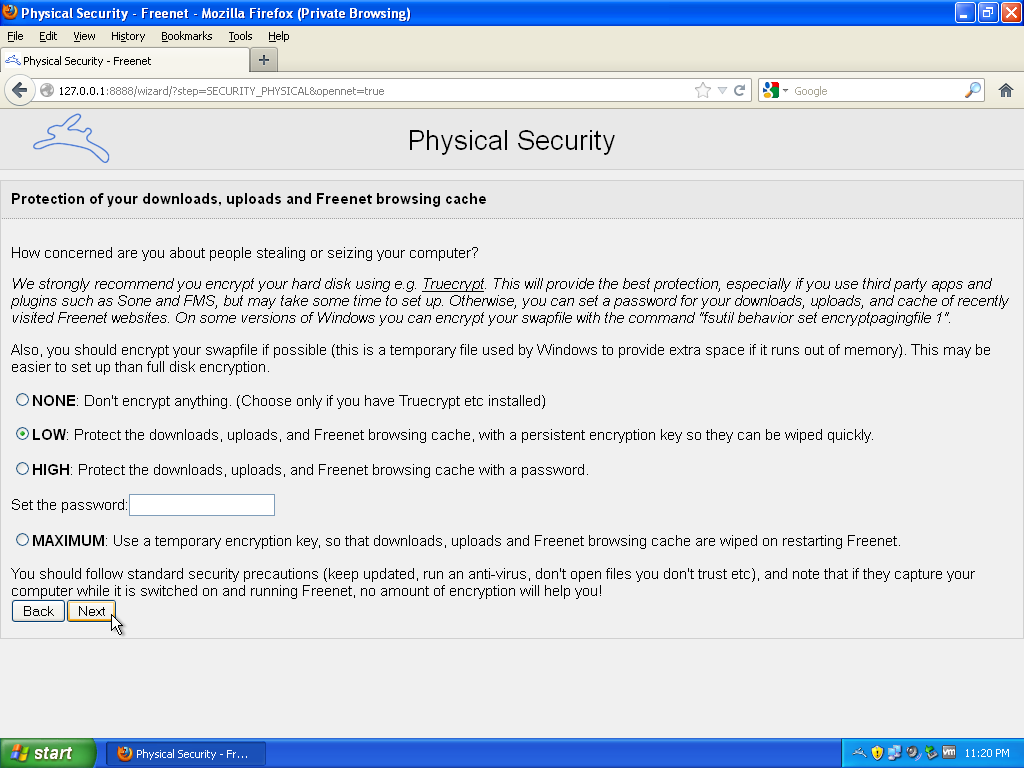 Physical Security - Freenet - Mozilla Firefox (Private Browsing)
File Edit View History Bookmarks Tools Help
Physical Security - Freenet
127.0.0.1:8888/wizard/?step=SECURITY_PHYSICAL&opennet=true
Google
Physical Security
Protection of your downloads, uploads and Freenet browsing cache
How concerned are you about people stealing or seizing your computer?
We strongly recommend you encrypt your hard disk using e.g. Truecrypt. This will provide the best protection, especially if you use third party apps and
plugins such as Sone and FMS, but may take some time to set up. Otherwise, you can set a password for your downloads, uploads, and cache of recently
visited Freenet websites. On some versions of Windows you can encrypt your swapfile with the command "fsutil behavior set encryptpagingfile 1".
Also, you should encrypt your swapfile if possible (this is a temporary file used by Windows to provide extra space if it runs out of memory). This may be
easier to set up than full disk encryption.
NONE: Don't encrypt anything. (Choose only if you have Truecrypt etc installed)
LOW: Protect the downloads, uploads, and Freenet browsing cache, with a persistent encryption key so they can be wiped quickly.
HIGH: Protect the downloads, uploads, and Freenet browsing cache with a password.
Set the password:
MAXIMUM: Use a temporary encryption key, so that downloads, uploads and Freenet browsing cache are wiped on restarting Freenet.
You should follow standard security precautions (keep updated, run an anti-virus, don't open files you don't trust etc), and note that if they capture your
computer while it is switched on and running Freenet, no amount of encryption will help you!
Back Next
start Physical Security - Fr... vm 11:20 PM